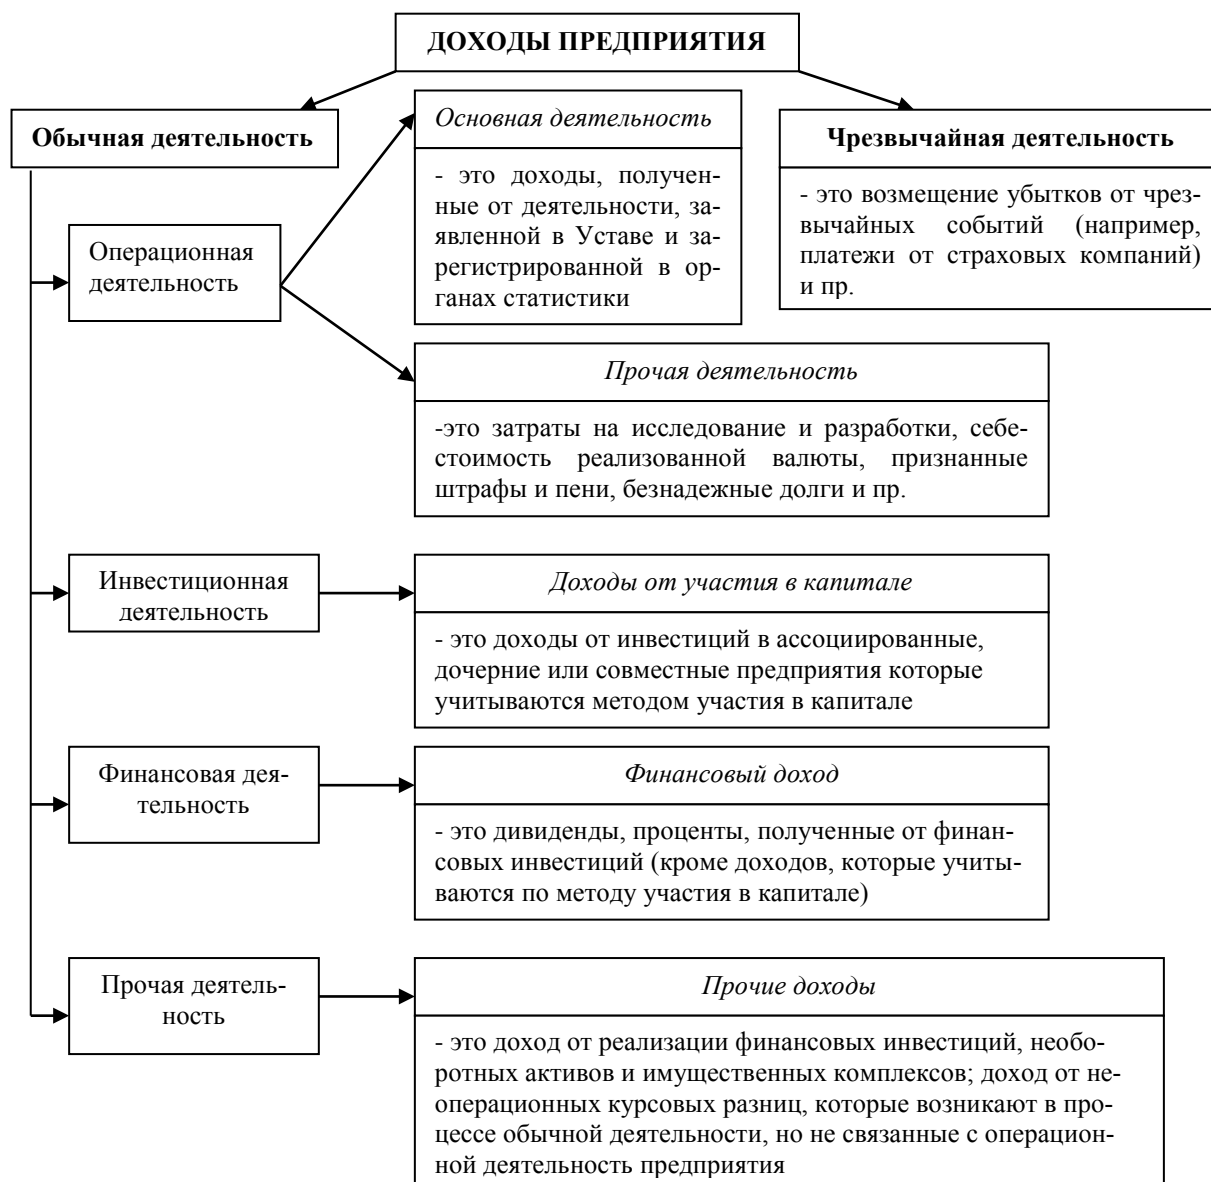 ДОХОДЫ ПРЕДПРИЯТИЯ
Обычная деятельность
Основная деятельность
- это доходы, получен-
ные от деятельности, за-
явленной в Уставе и за-
регистрированной в ор-
ганах статистики
Чрезвычайная деятельность
- это возмещение убытков от чрез-
вычайных событий (например,
платежи от страховых компаний)
и пр.
Операционная
деятельность
Прочая деятельность
-это затраты на исследование и разработки, себе-
стоимость реализованной валюты, признанные
штрафы и пени, безнадежные долги и пр.
Инвестиционная
деятельность
Доходы от участия в капитале
- это доходы от инвестиций в ассоциированные,
дочерние или совместные предприятия которые
учитываются методом участия в капитале
Финансовая дея-
тельность
Финансовый доход
- это дивиденды, проценты, полученные от финан-
совых инвестиций (кроме доходов, которые учиты-
ваются по методу участия в капитале)
Прочая деятель-
ность
Прочие доходы
- это доход от реализации финансовых инвестиций, необо-
ротных активов и имущественных комплексов; доход от не-
операционных курсовых разниц, которые возникают в про-
цессе обычной деятельности, но не связанные с операцион-
ной деятельность предприятия